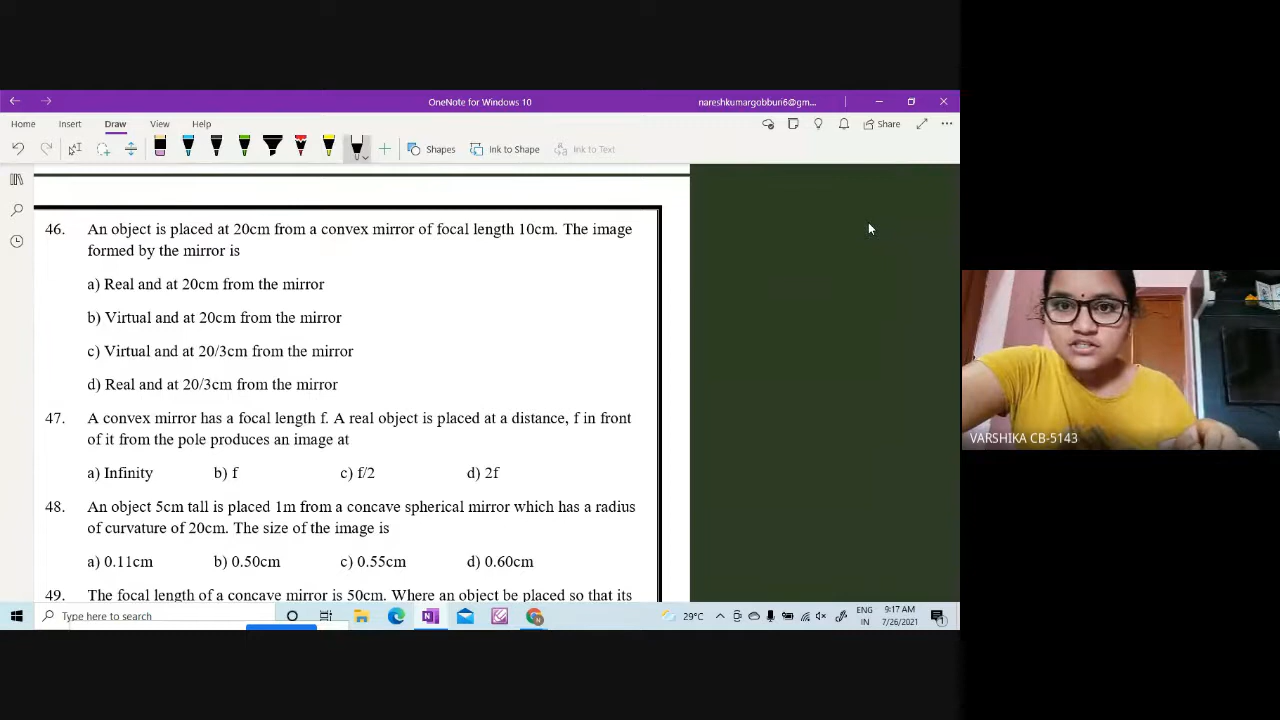 OneNote for Windows 10
nareshkumargobburi6@gm...
Home Insert Draw View Help
Share
Shapes Ink to Shape Ink to Text
46. An object is placed at 20cm from a convex mirror of focal length 10cm. The image
formed by the mirror is
a) Real and at 20cm from the mirror
b) Virtual and at 20cm from the mirror
c) Virtual and at 20/3cm from the mirror
d) Real and at 20/3cm from the mirror
47. A convex mirror has a focal length f. A real object is placed at a distance, f in front
of it from the pole produces an image at
a) Infinity b) f c) f/2 d) 2f
48. An object 5cm tall is placed 1m from a concave spherical mirror which has a radius
of curvature of 20cm. The size of the image is
a) 0.11cm b) 0.50cm c) 0.55cm d) 0.60cm
49. The focal length of a concave mirror is 50cm. Where an object be placed so that its
VARSHIKA CB-5143
Type here to search
29°C
ENG
IN
9:17 AM
7/26/2021